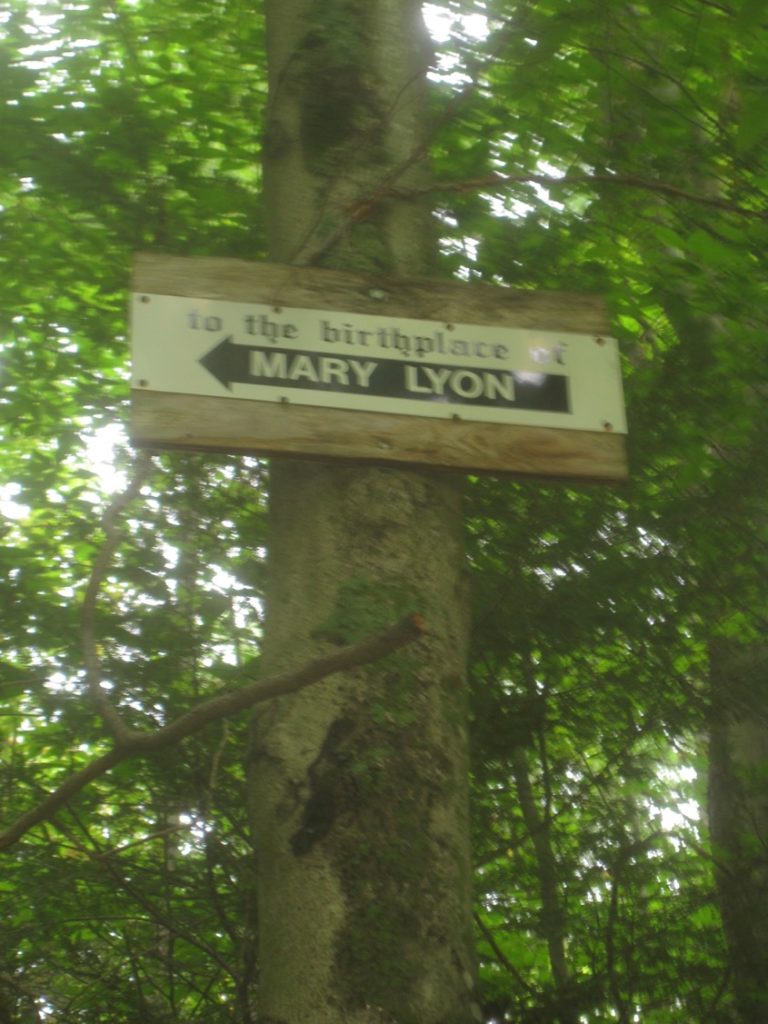 to the birthplace of
MARY LYON